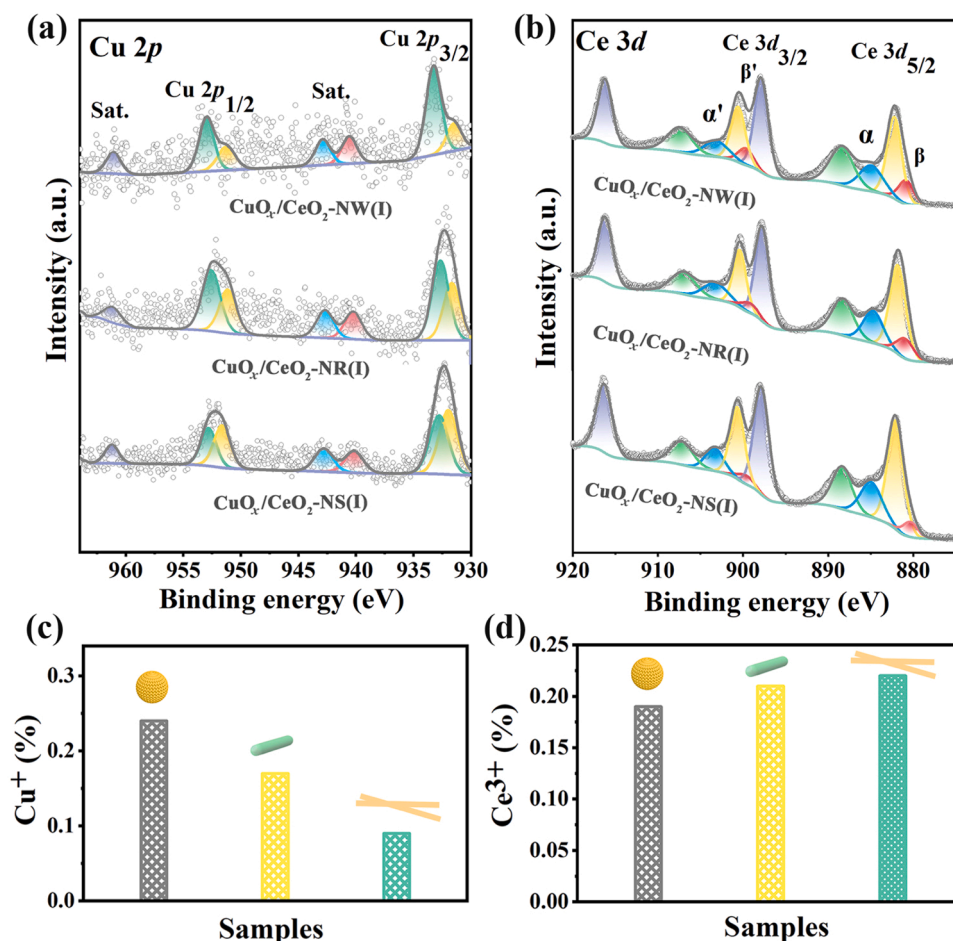 (a)
Cu 2p
Cu 2p3/2
Cu 2p1/2
Sat.
Sat.
CuOx/CeO2-NW(I)
CuOx/CeO2-NR(I)
CuOx/CeO2-NS(I)
Intensity (a.u.)
960 955 950 945 940 935 930
Binding energy (eV)
(b)
Ce 3d
Ce 3d3/2
Ce 3d5/2
β'
α'
α
β
CuOx/CeO2-NW(I)
CuOx/CeO2-NR(I)
CuOx/CeO2-NS(I)
Intensity (a.u.)
920 910 900 890 880
Binding energy (eV)
(c)
0.3
0.2
0.1
0.0
Cu+ (%)
Samples
(d)
0.25
0.20
0.15
0.10
0.05
0.00
Ce3+ (%)
Samples